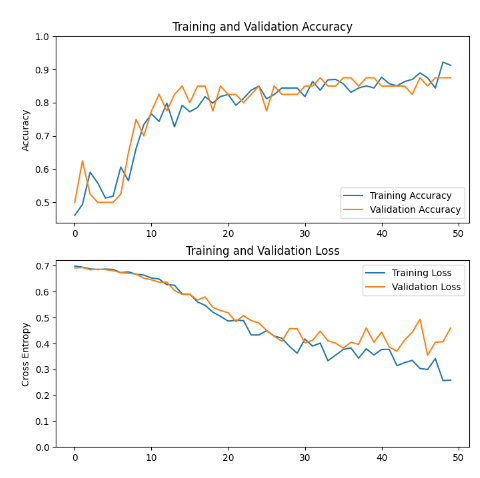 Training and Validation Accuracy
1.0
0.9
0.8
0.7
0.6
0.5
Accuracy
Training Accuracy
Validation Accuracy
0 10 20 30 40 50
Training and Validation Loss
0.7
0.6
0.5
0.4
0.3
0.2
0.1
0.0
Cross Entropy
Training Loss
Validation Loss
0 10 20 30 40 50